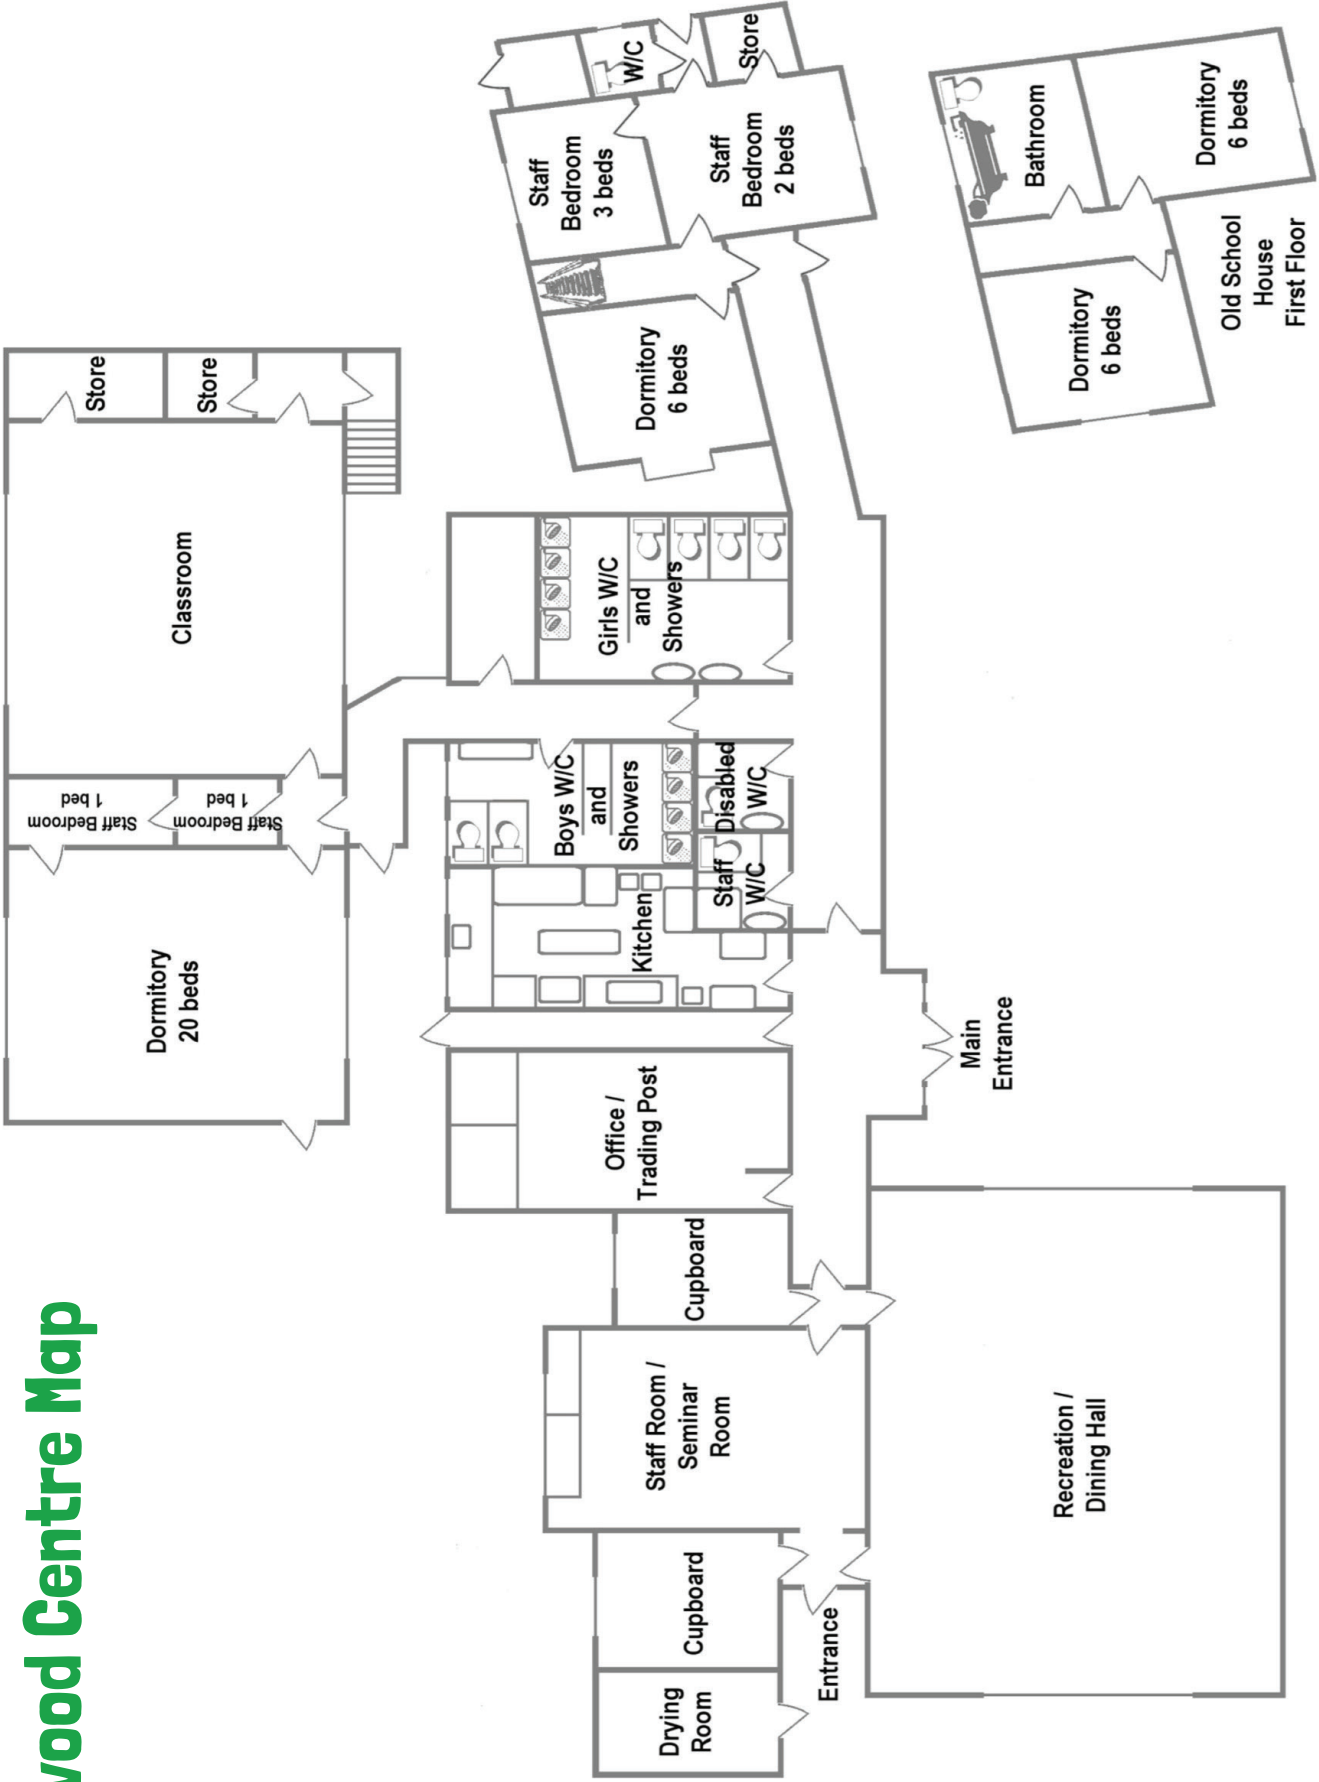 wood Centre Map
Drying
Room
Cupboard
Entrance
Staff Room /
Seminar
Room
Recreation /
Dining Hall
Cupboard
Office /
Trading Post
Main
Entrance
Dormitory
20 beds
Kitchen
Staff
W/C
Disabled
W/C
Boys W/C
and
Showers
Staff Bedroom
1 bed
Staff Bedroom
1 bed
Classroom
Girls W/C
and
Showers
Store
Store
Dormitory
6 beds
Staff
Bedroom
3 beds
Staff
Bedroom
2 beds
W/C
Store
Dormitory
6 beds
Bathroom
Dormitory
6 beds
Old School
House
First Floor